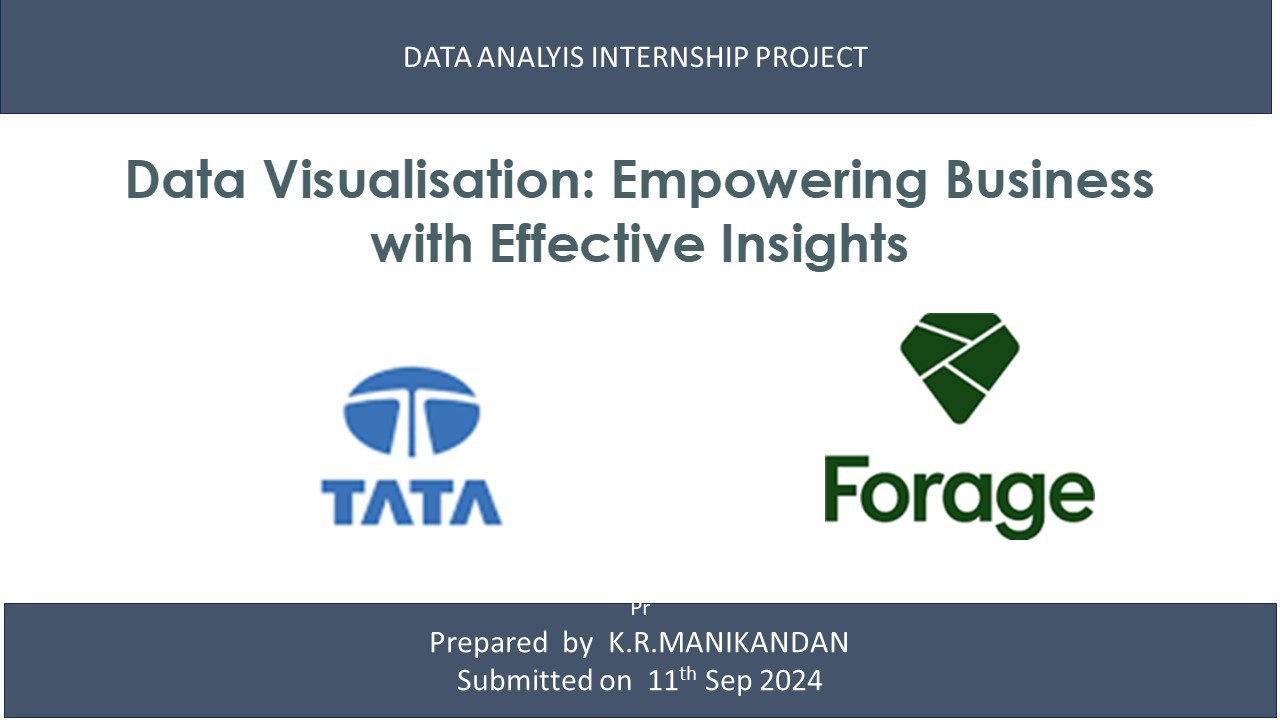 DATA ANALYIS INTERNSHIP PROJECT
Data Visualisation: Empowering Business
with Effective Insights
TATA
Forage
Pr
Prepared by K.R.MANIKANDAN
Submitted on 11th Sep 2024